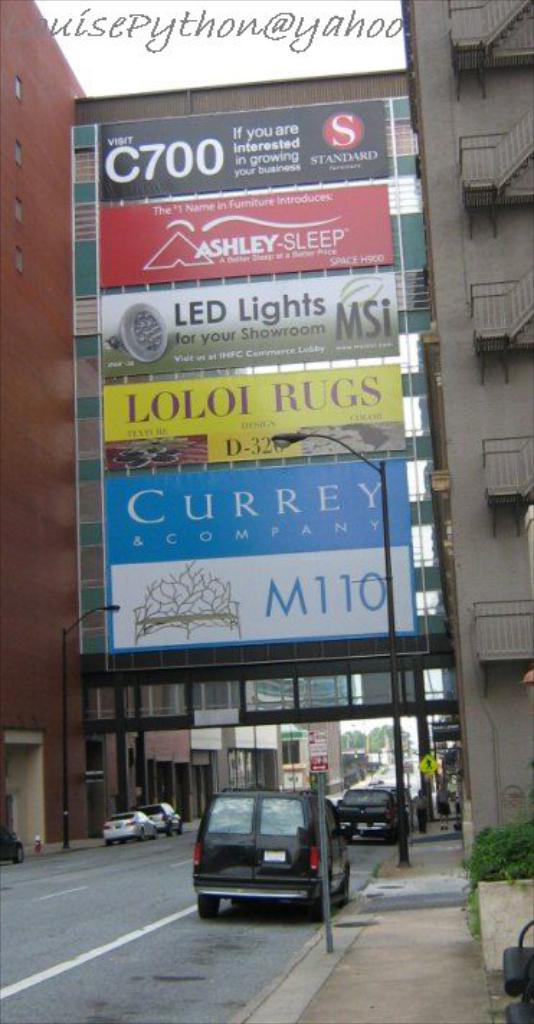 LouisePython@yahoo
VISIT
C700
If you are
interested
in growing
your business
S
STANDARD
furniture
The #1 Name in Furniture Introduces:
ASHLEY-SLEEP
A Better Sleep at a Better Price
SPACE H900
LED Lights
for your Showroom
Visit us at IHFC Commerce Lobby
MSi
LOLOI RUGS
TEXTURE DESIGN COLOR
D-320
CURREY
& COMPANY
M110